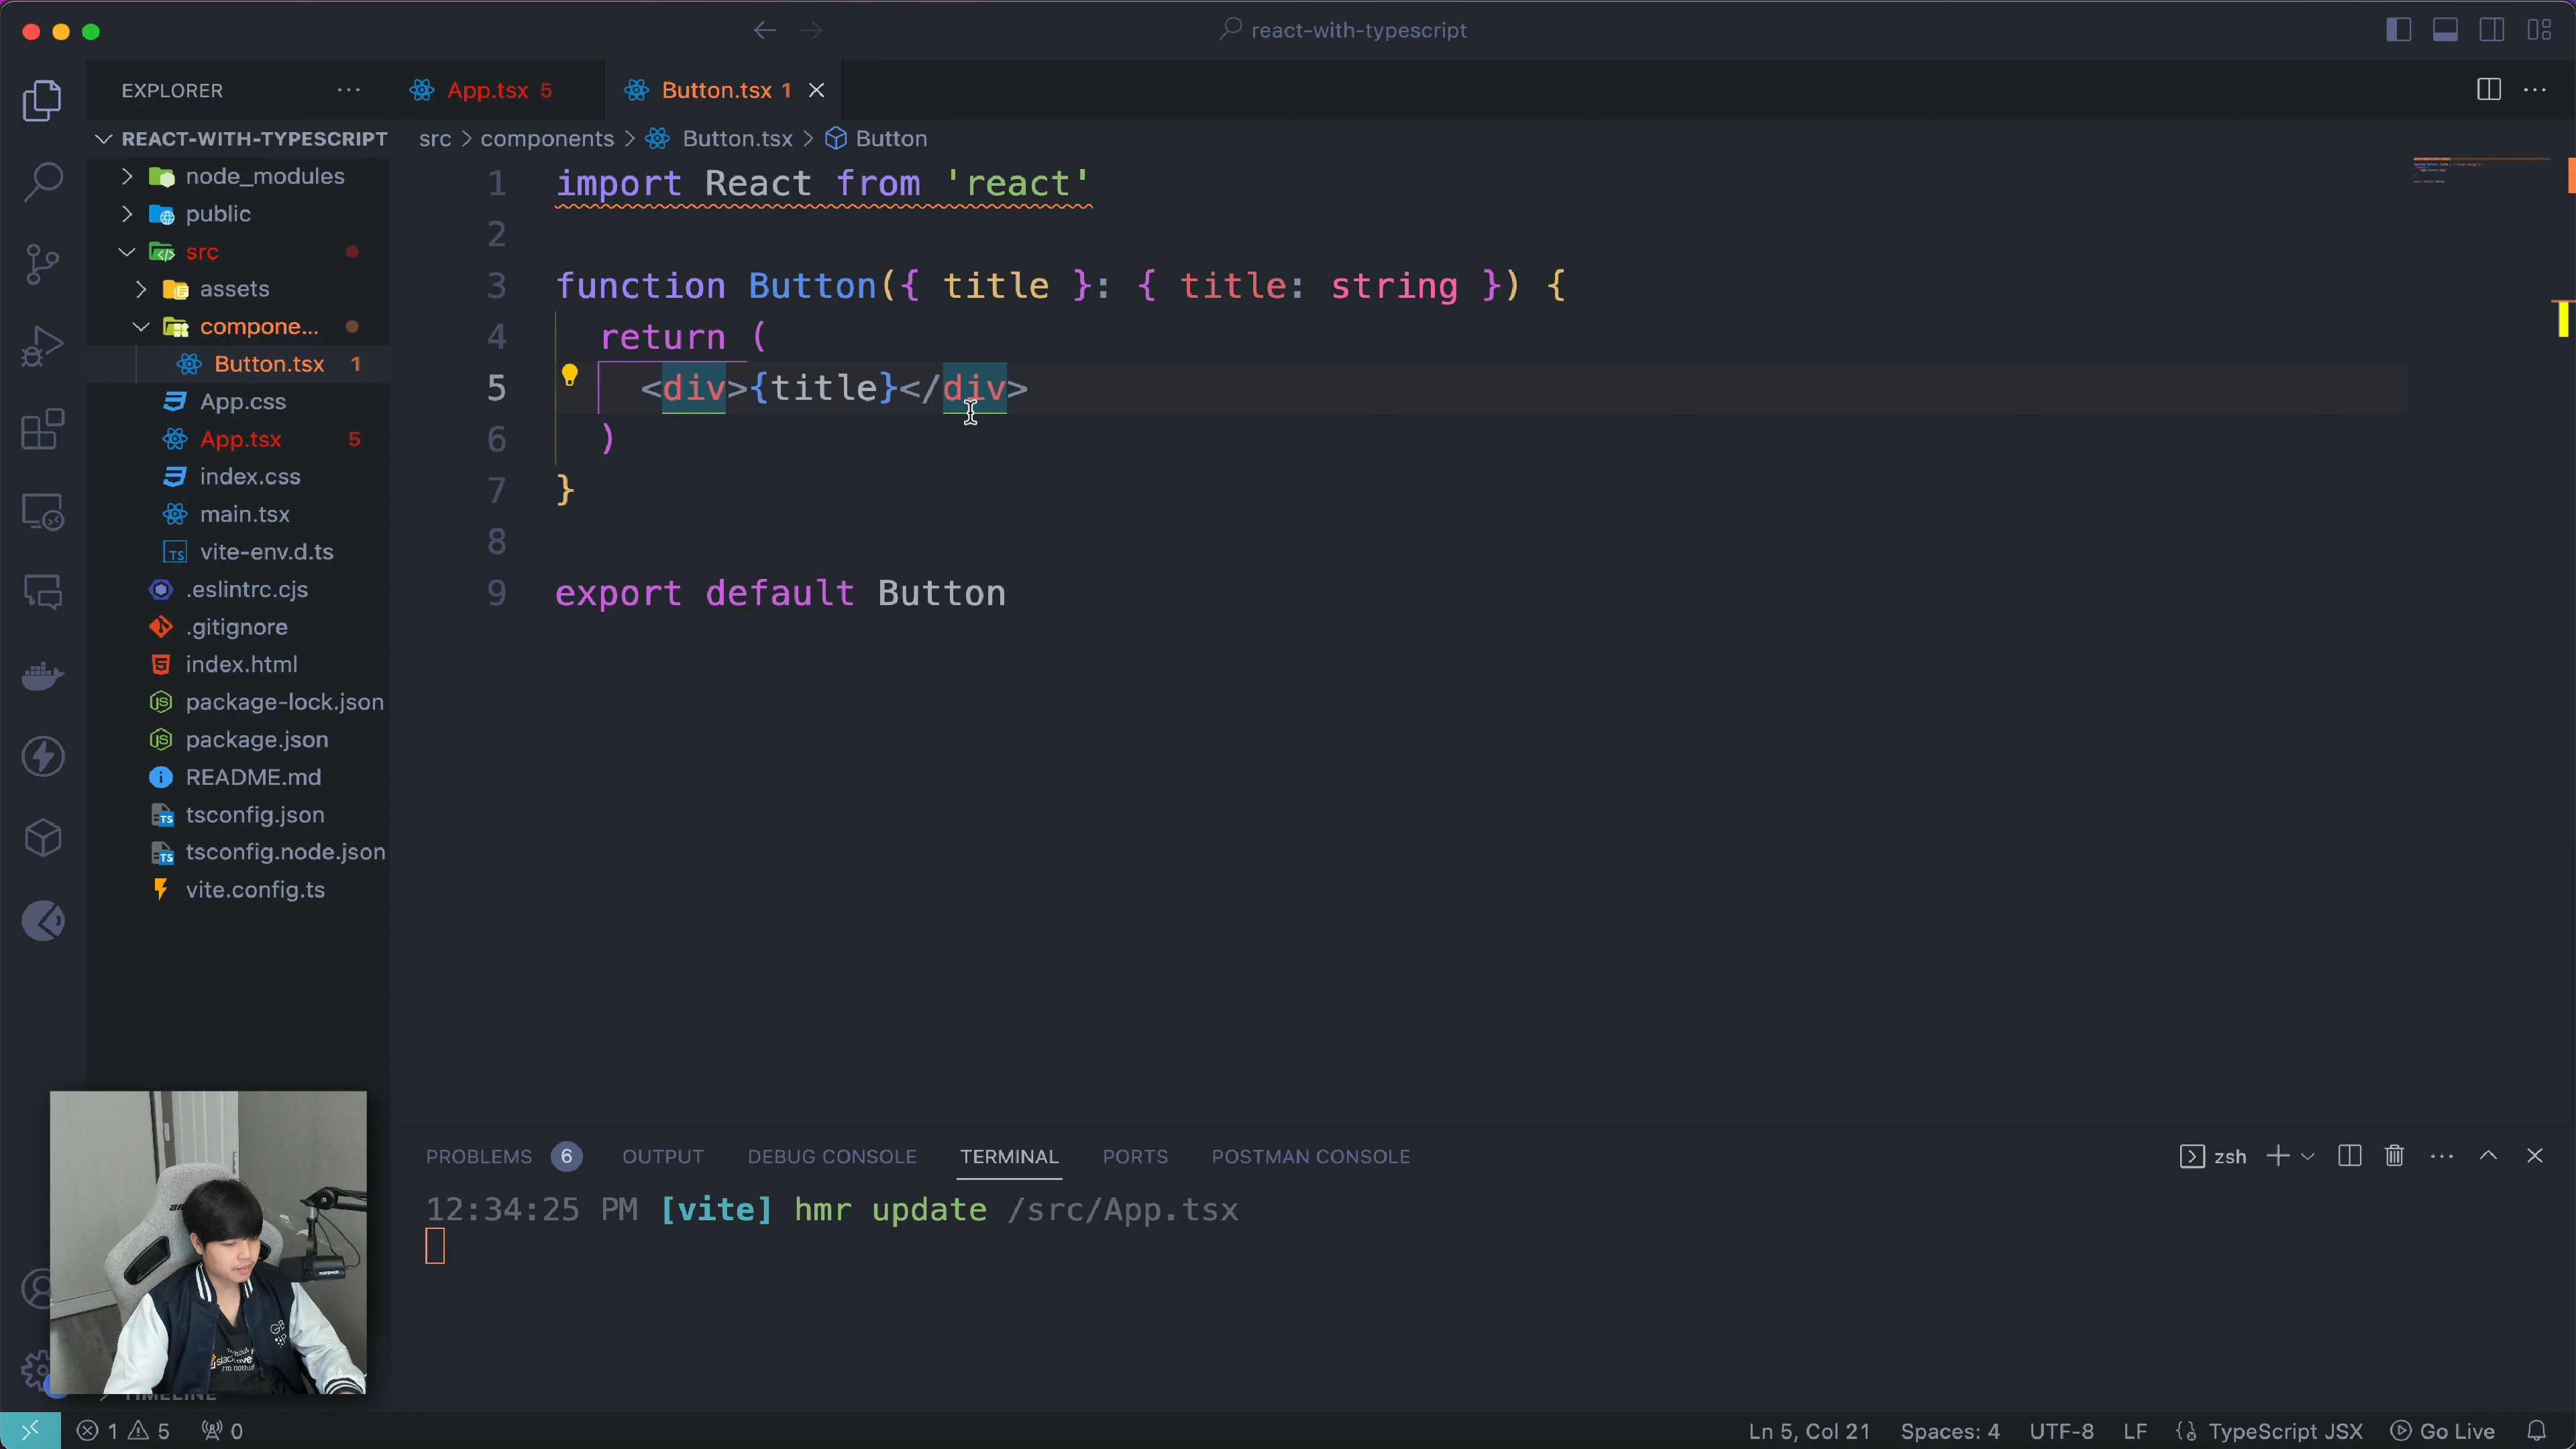 react-with-typescript
EXPLORER
App.tsx 5
Button.tsx 1
REACT-WITH-TYPESCRIPT
src > components > Button.tsx > Button
node_modules
public
src
assets
compone...
Button.tsx 1
App.css
App.tsx 5
index.css
main.tsx
TS vite-env.d.ts
.eslintrc.cjs
.gitignore
index.html
package-lock.json
package.json
README.md
tsconfig.json
tsconfig.node.json
vite.config.ts
1 import React from 'react'
2
3 function Button({ title }: { title: string }) {
4 return (
5 <div>{title}</div>
6 )
7 }
8
9 export default Button
PROBLEMS 6 OUTPUT DEBUG CONSOLE TERMINAL PORTS POSTMAN CONSOLE
zsh
12:34:25 PM [vite] hmr update /src/App.tsx
TIMELINE
1 5 0
Ln 5, Col 21 Spaces: 4 UTF-8 LF TypeScript JSX Go Live